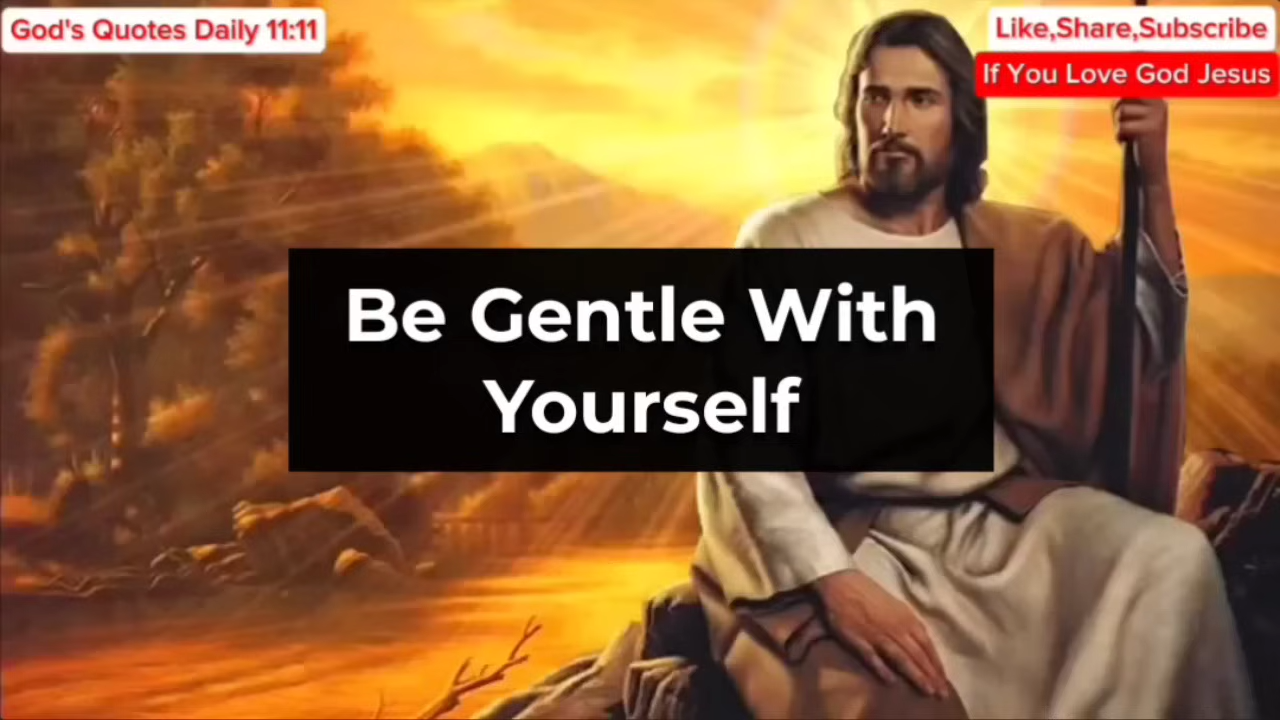 God's Quotes Daily 11:11
Like,Share,Subscribe
If You Love God Jesus
Be Gentle With
Yourself